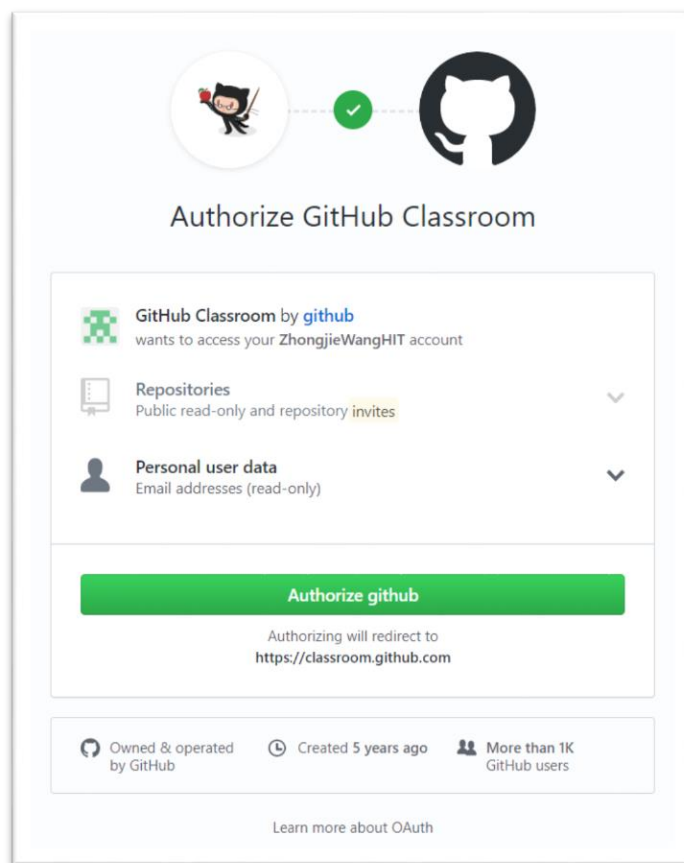 Authorize GitHub Classroom
GitHub Classroom by github
wants to access your ZhongjieWangHIT account
Repositories
Public read-only and repository invites
Personal user data
Email addresses (read-only)
Authorize github
Authorizing will redirect to
https://classroom.github.com
Owned & operated
by GitHub
Created 5 years ago
More than 1K
GitHub users
Learn more about OAuth